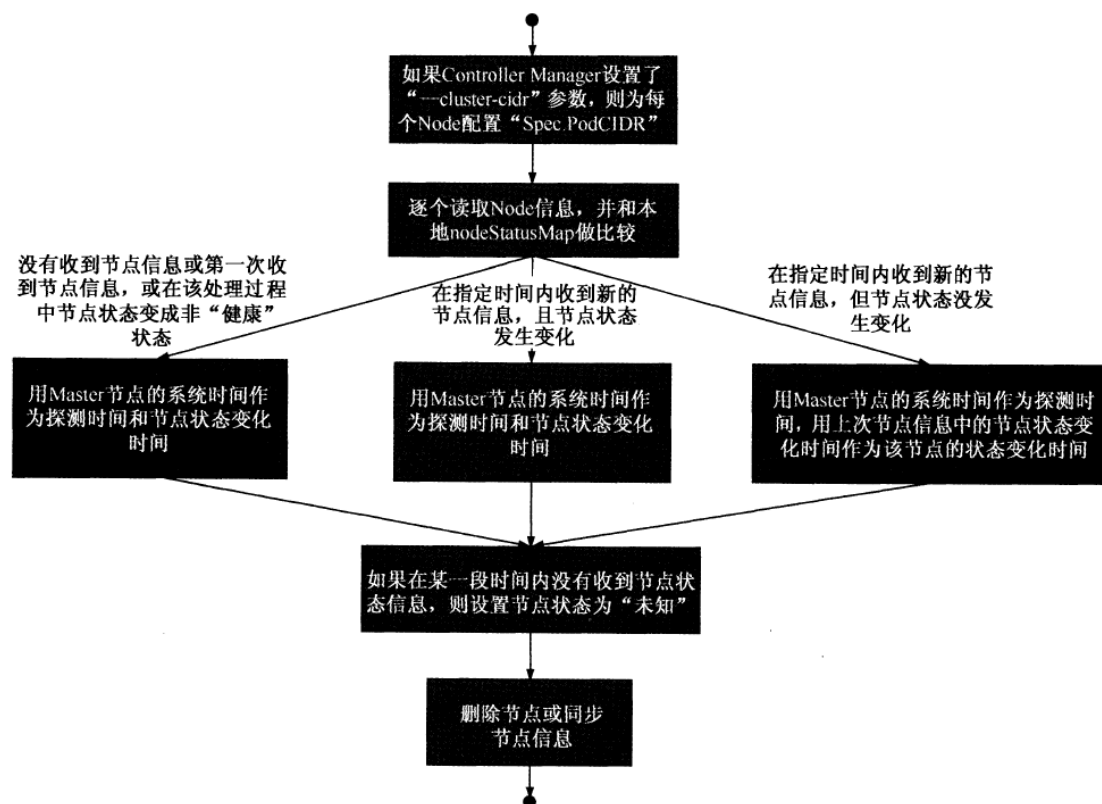 如果Controller Manager设置了
“—cluster-cidr”参数，则为每
个Node配置“Spec.PodCIDR”
逐个读取Node信息，并和本
地nodeStatusMap做比较
没有收到节点信息或第一次收
到节点信息，或在该处理过程
中节点状态变成非“健康”
状态
在指定时间内收到新的
节点信息，且节点状态
发生变化
在指定时间内收到新的节
点信息，但节点状态没发
生变化
用Master节点的系统时间作
为探测时间和节点状态变化
时间
用Master节点的系统时间作
为探测时间和节点状态变化
时间
用Master节点的系统时间作为探测时
间，用上次节点信息中的节点状态变
化时间作为该节点的状态变化时间
如果在某一段时间内没有收到节点状
态信息，则设置节点状态为“未知”
删除节点或同步
节点信息